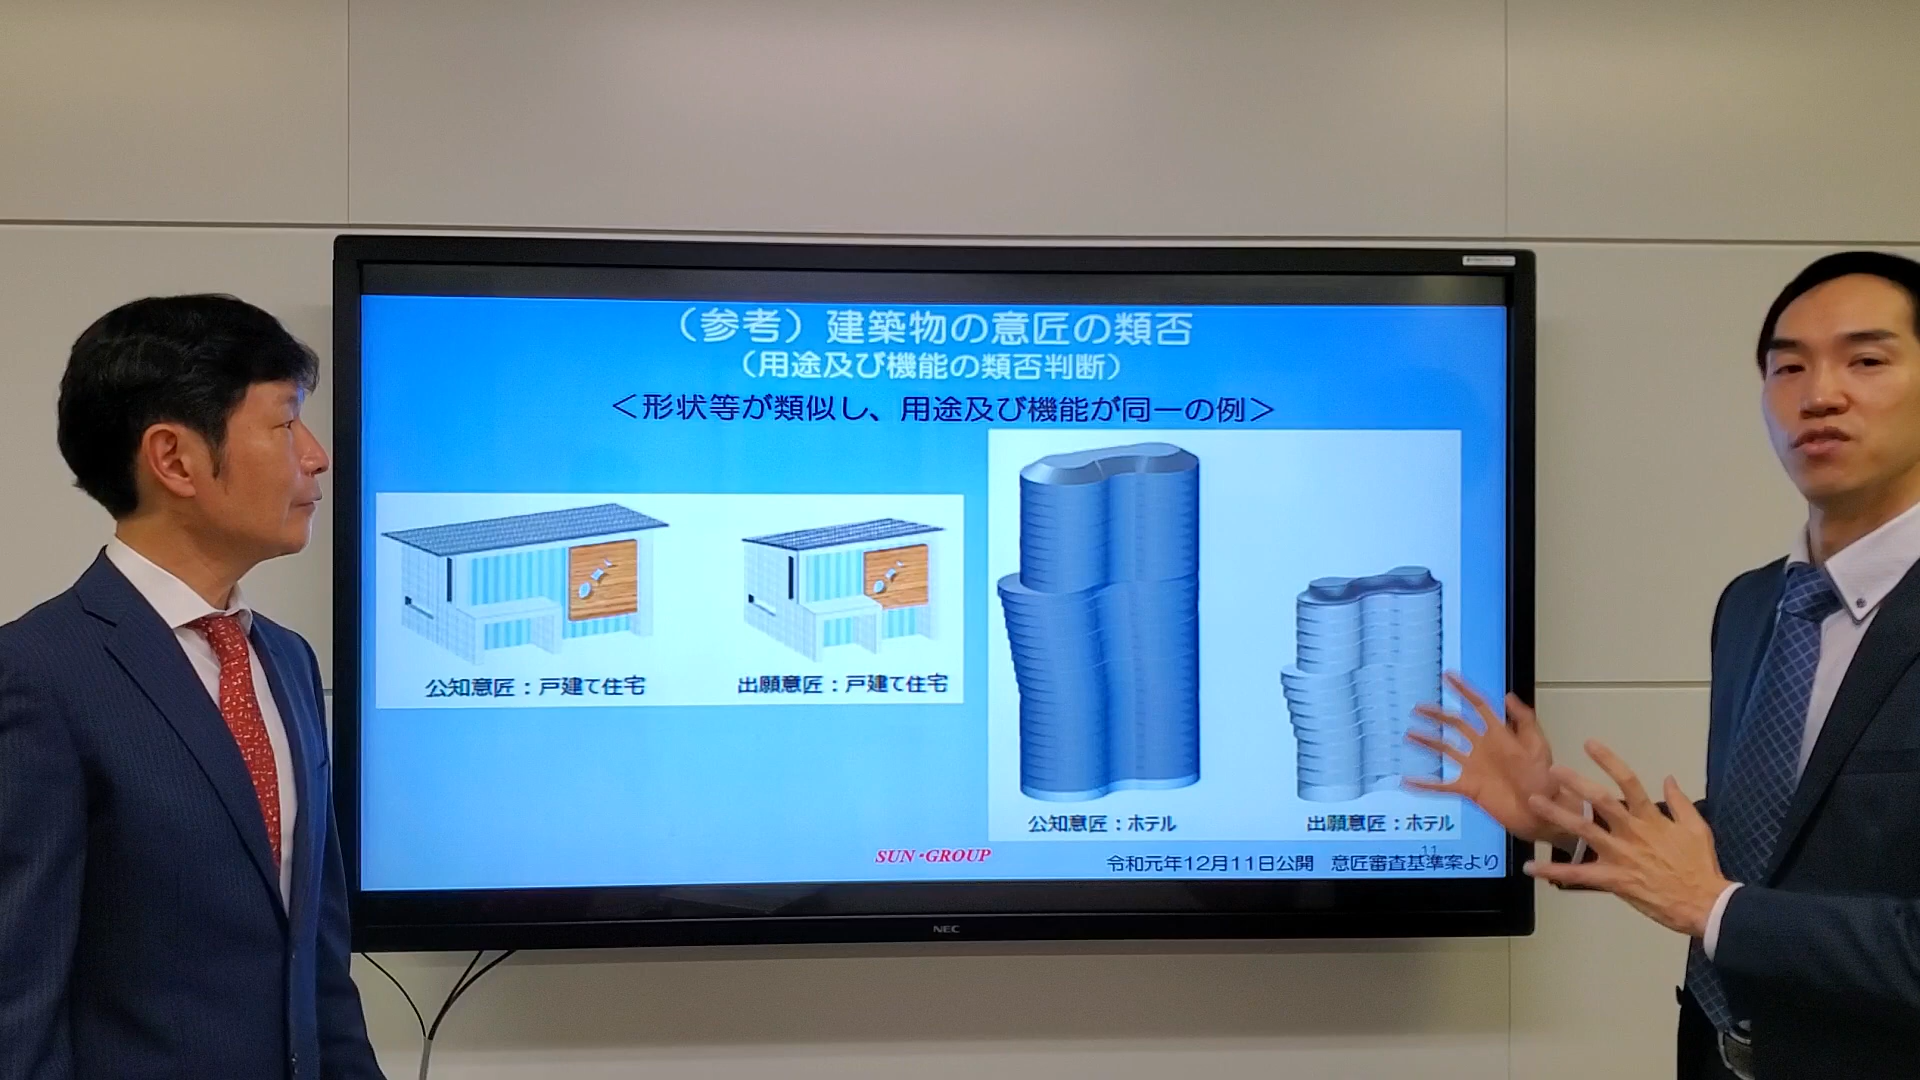 （参考）建築物の意匠の類否
（用途及び機能の類否判断）
＜形状等が類似し、用途及び機能が同一の例＞
公知意匠：戸建て住宅
出願意匠：戸建て住宅
公知意匠：ホテル
出願意匠：ホテル
SUN･GROUP
11
令和元年12月11日公開　意匠審査基準案より
NEC